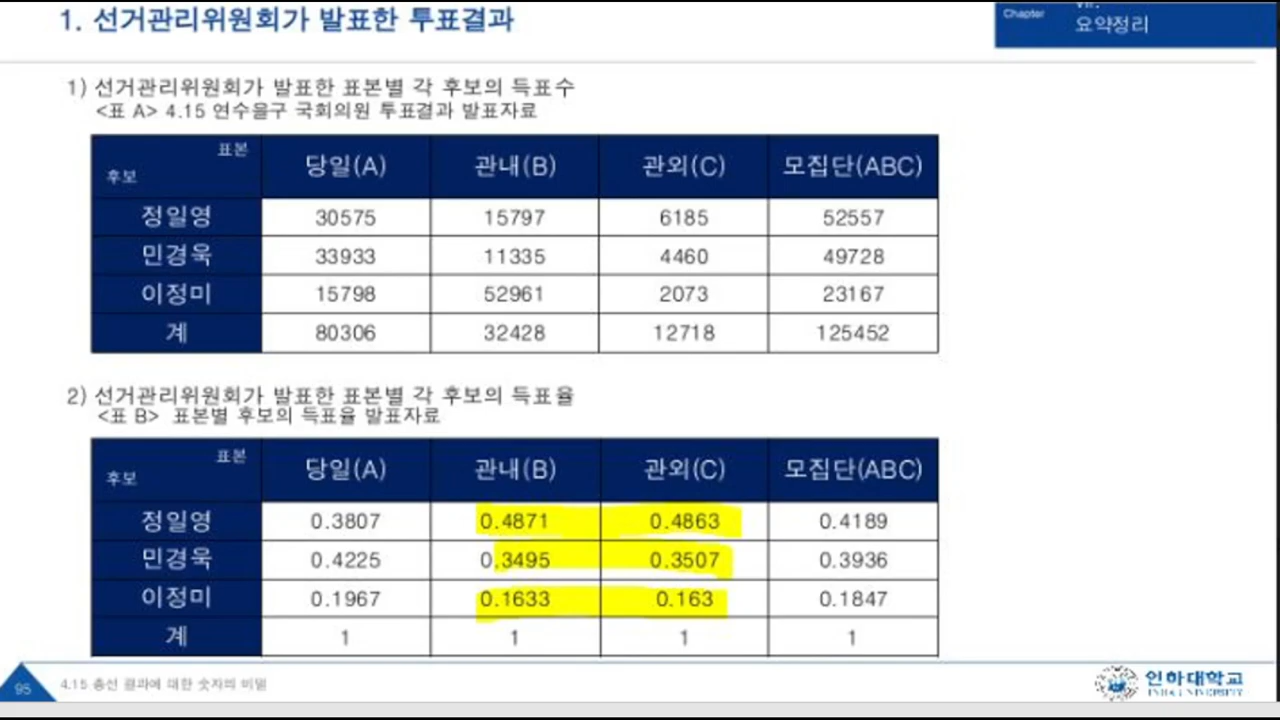 1. 선거관리위원회가 발표한 투표결과
Chapter
요약정리
1) 선거관리위원회가 발표한 표본별 각 후보의 득표수
<표 A> 4.15 연수을구 국회의원 투표결과 발표자료
표본
후보 당일(A) 관내(B) 관외(C) 모집단(ABC)
정일영 30575 15797 6185 52557
민경욱 33933 11335 4460 49728
이정미 15798 52961 2073 23167
계 80306 32428 12718 125452
2) 선거관리위원회가 발표한 표본별 각 후보의 득표율
<표 B> 표본별 후보의 득표율 발표자료
표본
후보 당일(A) 관내(B) 관외(C) 모집단(ABC)
정일영 0.3807 0.4871 0.4863 0.4189
민경욱 0.4225 0.3495 0.3507 0.3936
이정미 0.1967 0.1633 0.163 0.1847
계 1 1 1 1
95 4.15 총선 결과에 대한 숫자의 비밀
인하대학교
INHA UNIVERSITY